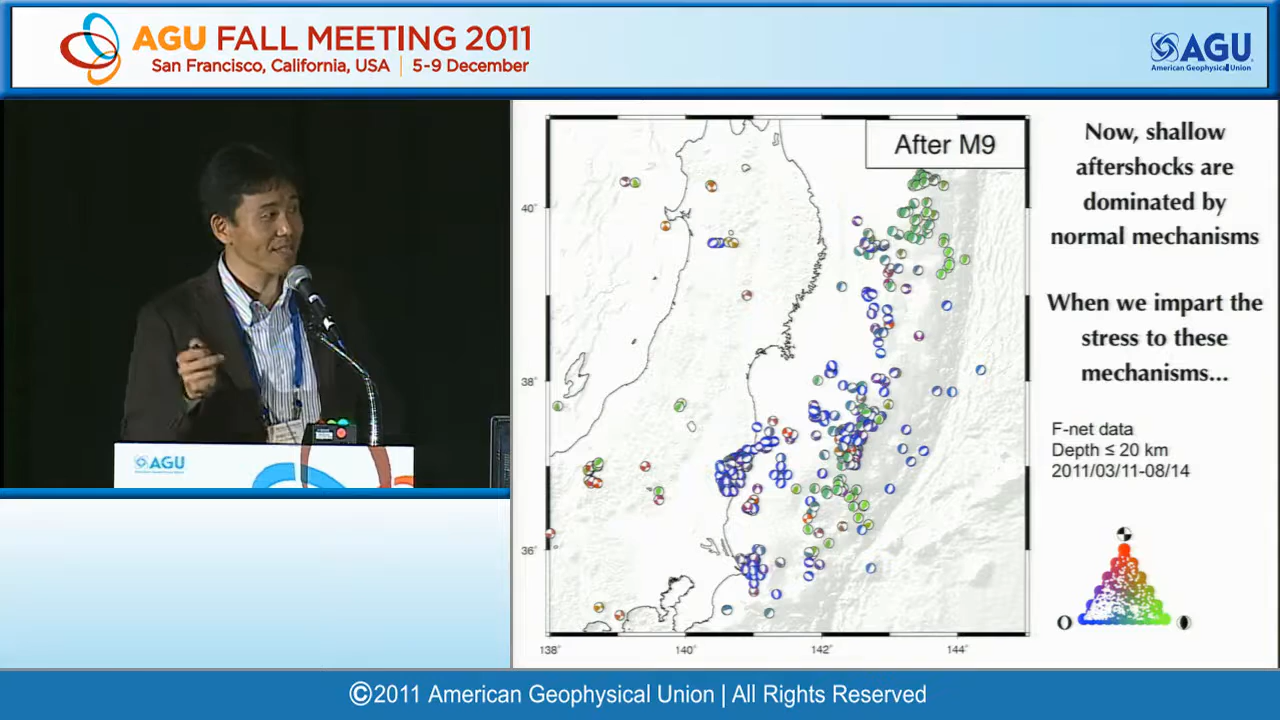 AGU FALL MEETING 2011
San Francisco, California, USA | 5-9 December
AGU
American Geophysical Union
After M9
Now, shallow
aftershocks are
dominated by
normal mechanisms
When we impart the
stress to these
mechanisms...
F-net data
Depth ≤ 20 km
2011/03/11-08/14
40°
38°
36°
138°
140°
142°
144°
AGU
©2011 American Geophysical Union | All Rights Reserved